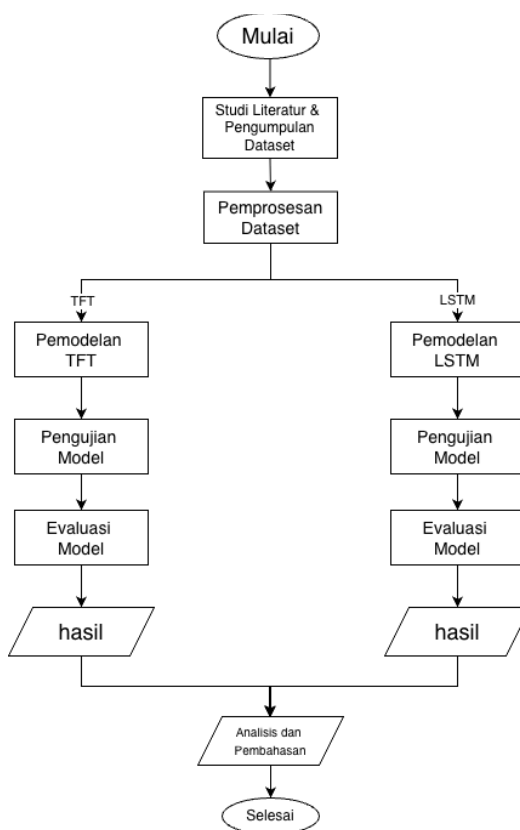 Mulai
Studi Literatur &
Pengumpulan
Dataset
Pemprosesan
Dataset
TFT
LSTM
Pemodelan
TFT
Pemodelan
LSTM
Pengujian
Model
Pengujian
Model
Evaluasi
Model
Evaluasi
Model
hasil
hasil
Analisis dan
Pembahasan
Selesai